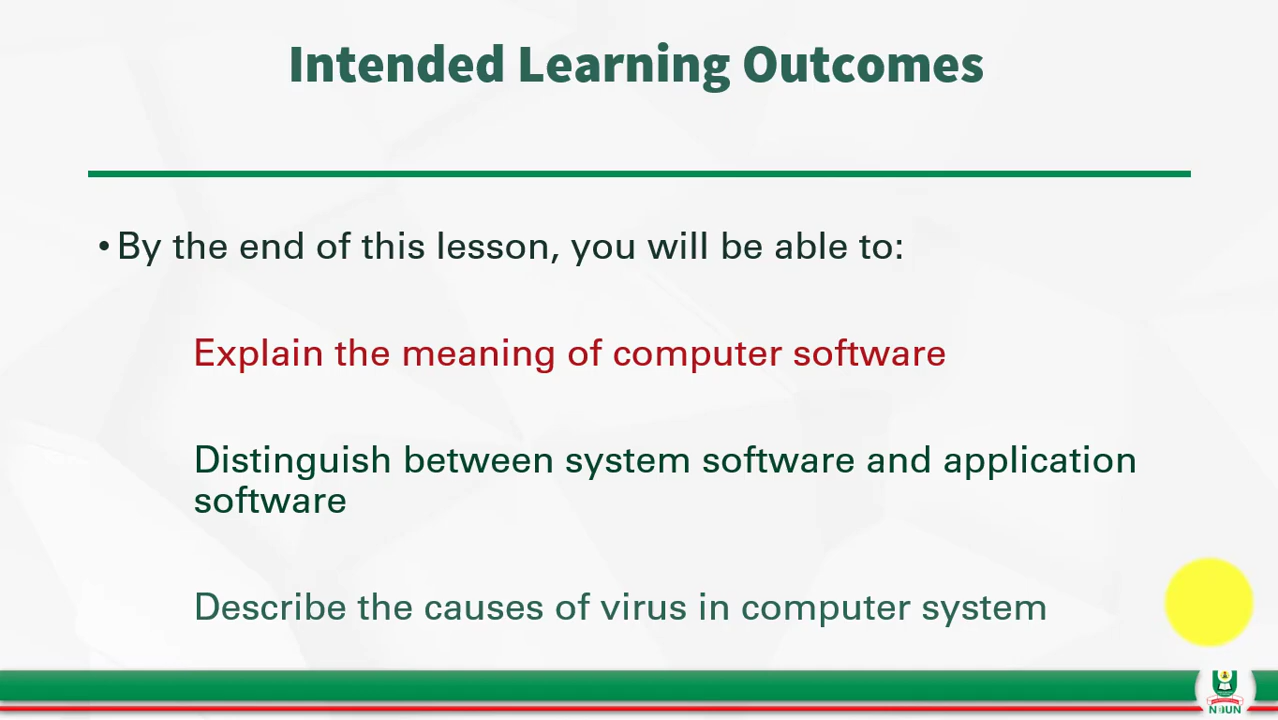 Intended Learning Outcomes
• By the end of this lesson, you will be able to:
Explain the meaning of computer software
Distinguish between system software and application
software
Describe the causes of virus in computer system
NOUN